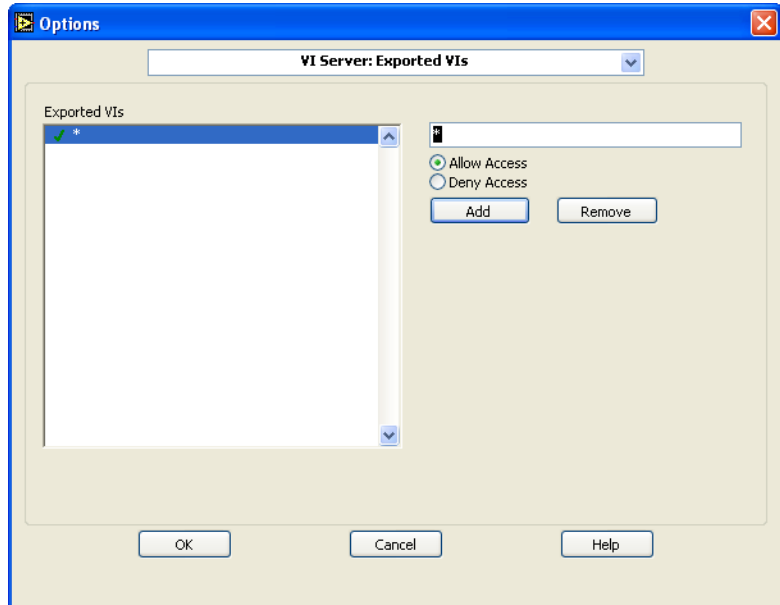 Options
VI Server: Exported VIs
Exported VIs
*
*
Allow Access
Deny Access
Add Remove
OK Cancel Help